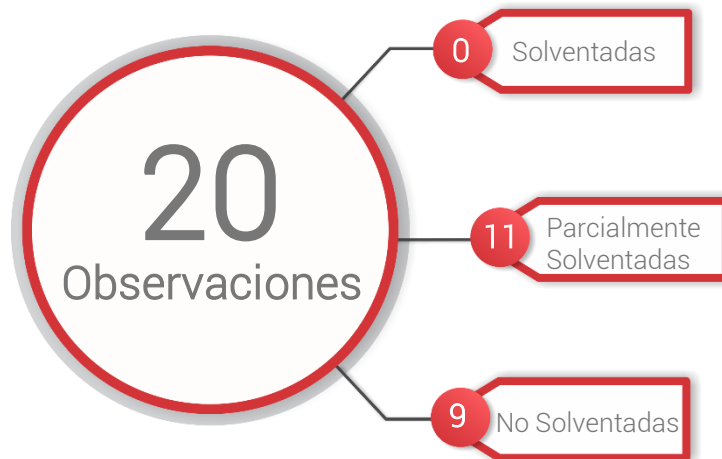 20
Observaciones
0
Solventadas
11
Parcialmente
Solventadas
9
No Solventadas